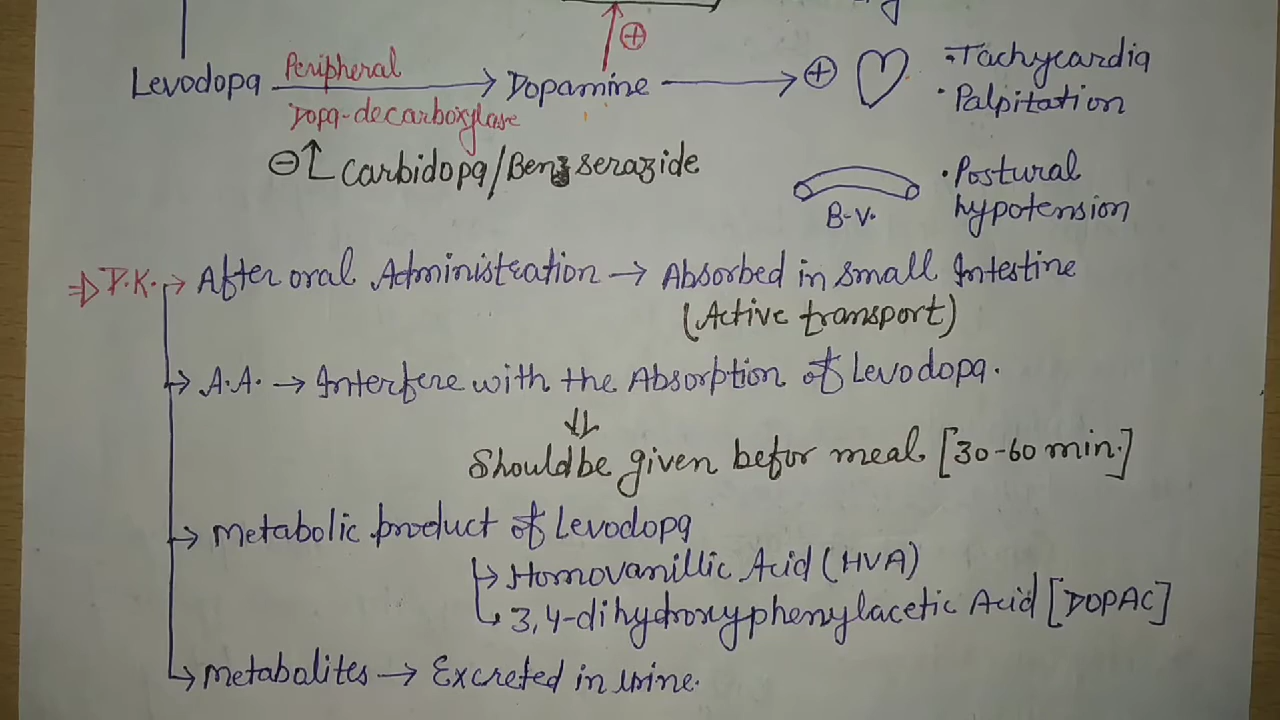 Levodopa Peripheral → Dopamine → ⊕ • Tachycardia
Dopa-decarboxylase ⊕ • Palpitation
⊖ Carbidopa/Benserazide • Postural
B.V. hypotension
⇒ P.K. → After oral Administration → Absorbed in small Intestine
(Active transport)
→ A.A. → Interfere with the Absorption of Levodopa.
⇓
Should be given befor meal [30-60 min.]
→ Metabolic product of Levodopa
→ Homovanillic Acid (HVA)
→ 3,4-dihydroxyphenylacetic Acid [DOPAC]
→ Metabolites → Excreted in urine.